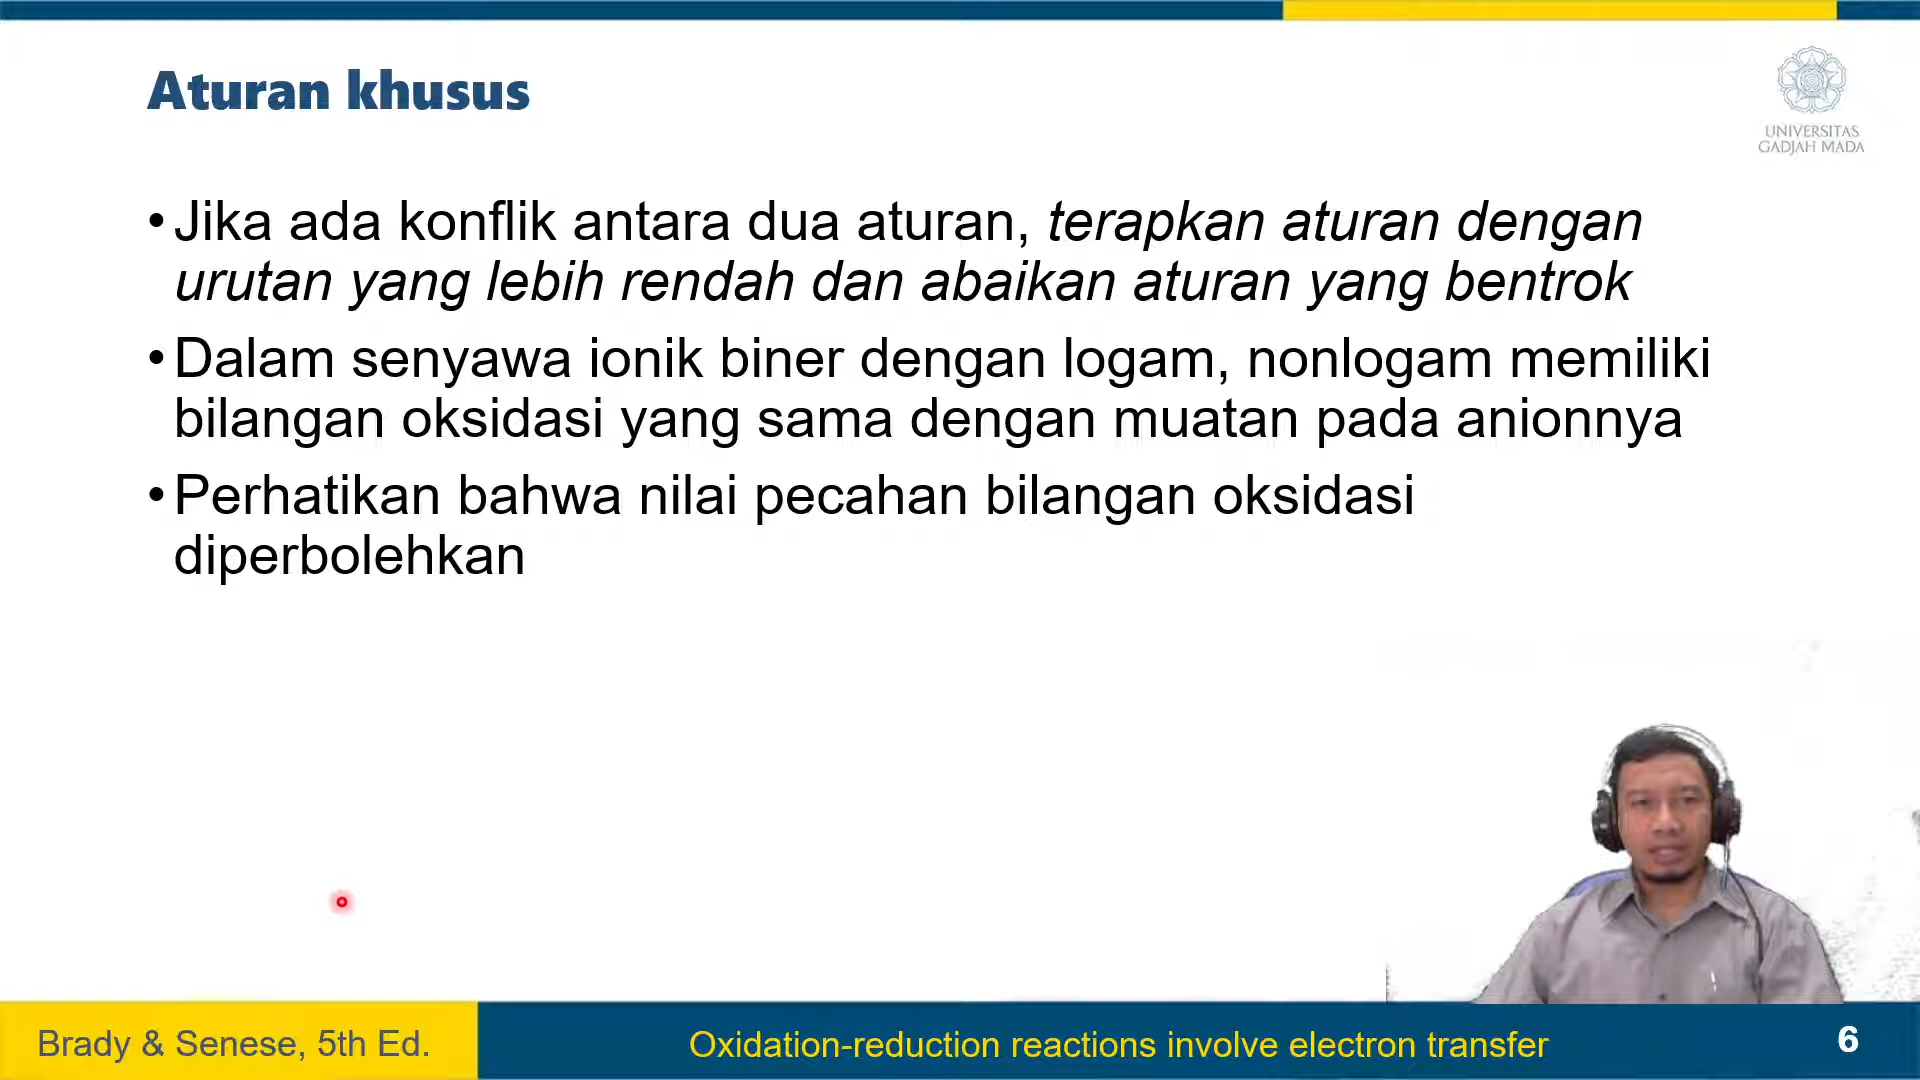 Aturan khusus
UNIVERSITAS
GADJAH MADA
• Jika ada konflik antara dua aturan, terapkan aturan dengan
urutan yang lebih rendah dan abaikan aturan yang bentrok
• Dalam senyawa ionik biner dengan logam, nonlogam memiliki
bilangan oksidasi yang sama dengan muatan pada anionnya
• Perhatikan bahwa nilai pecahan bilangan oksidasi
diperbolehkan
Brady & Senese, 5th Ed.
Oxidation-reduction reactions involve electron transfer
6